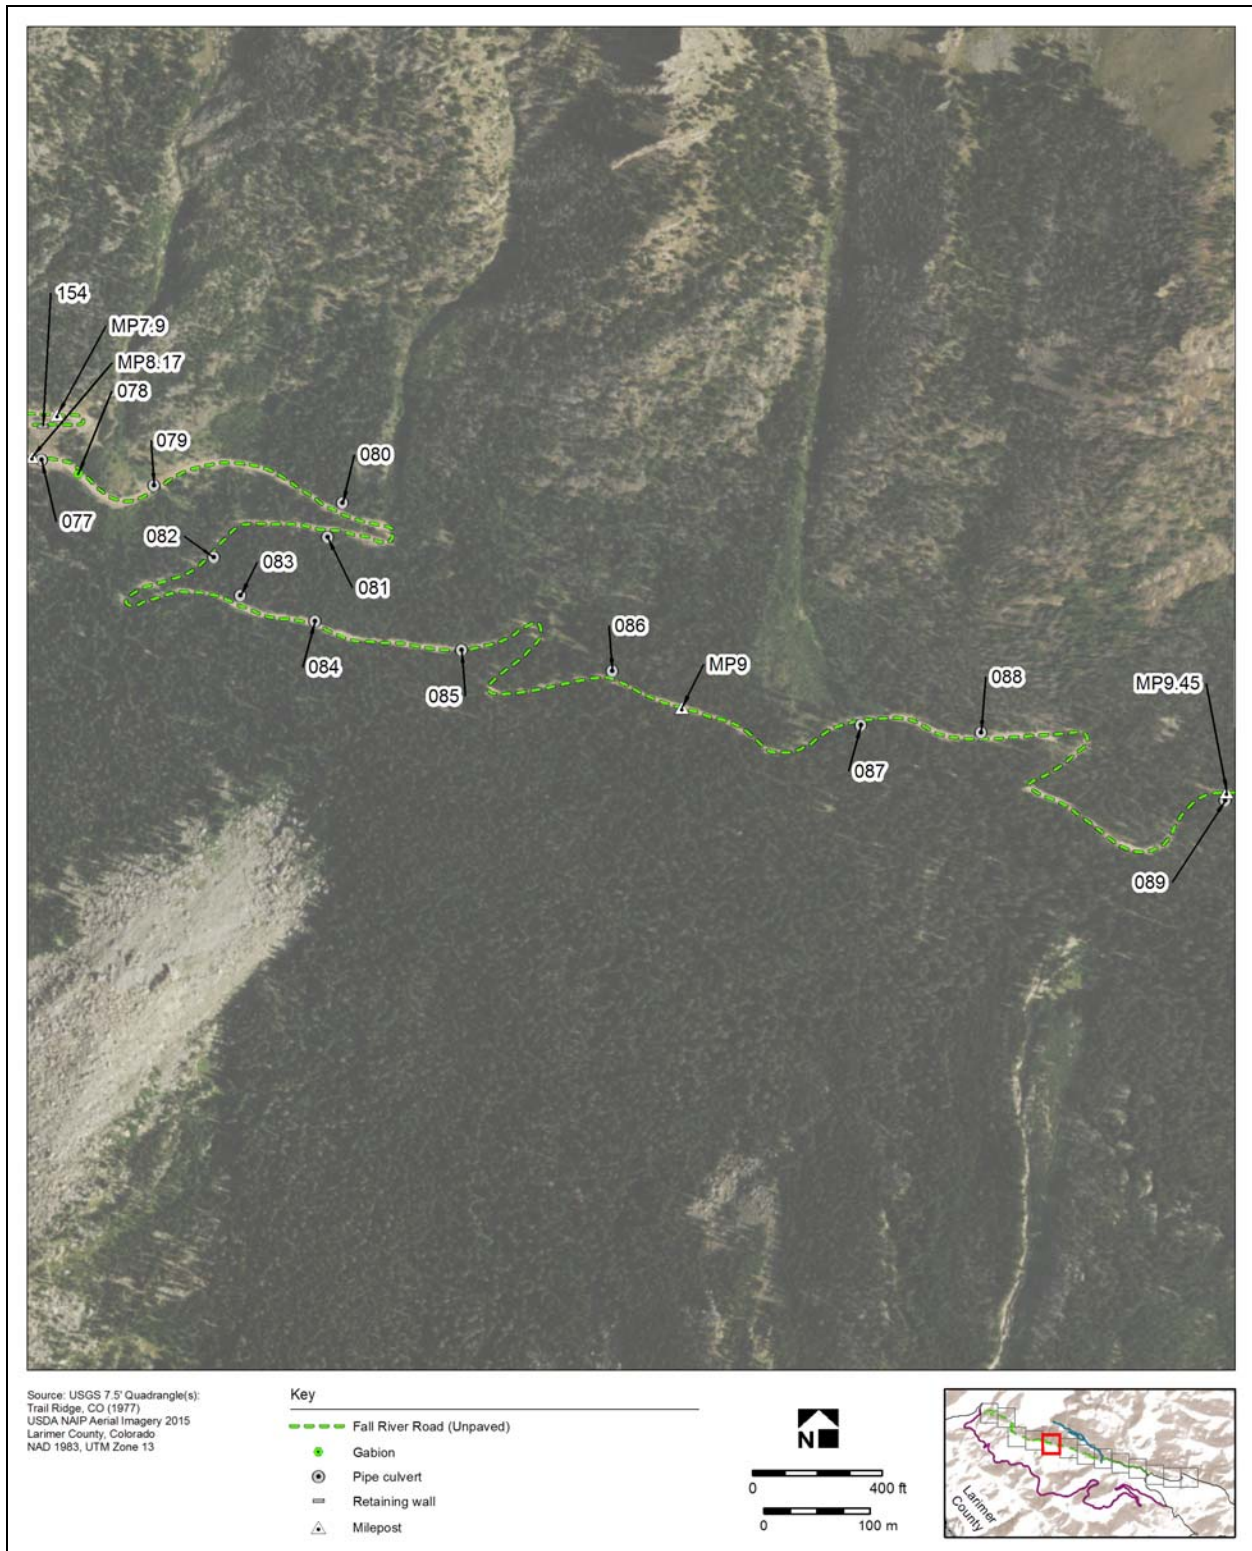 154
MP7.9
MP8.17
078
079
080
077
082
083
081
084
085
086
MP9
088
MP9.45
087
089
Source: USGS 7.5' Quadrangle(s):
Trail Ridge, CO (1977)
USDA NAIP Aerial Imagery 2015
Larimer County, Colorado
NAD 1983, UTM Zone 13
Key
Fall River Road (Unpaved)
Gabion
Pipe culvert
Retaining wall
Milepost
N
0 400 ft
0 100 m
Larimer
County